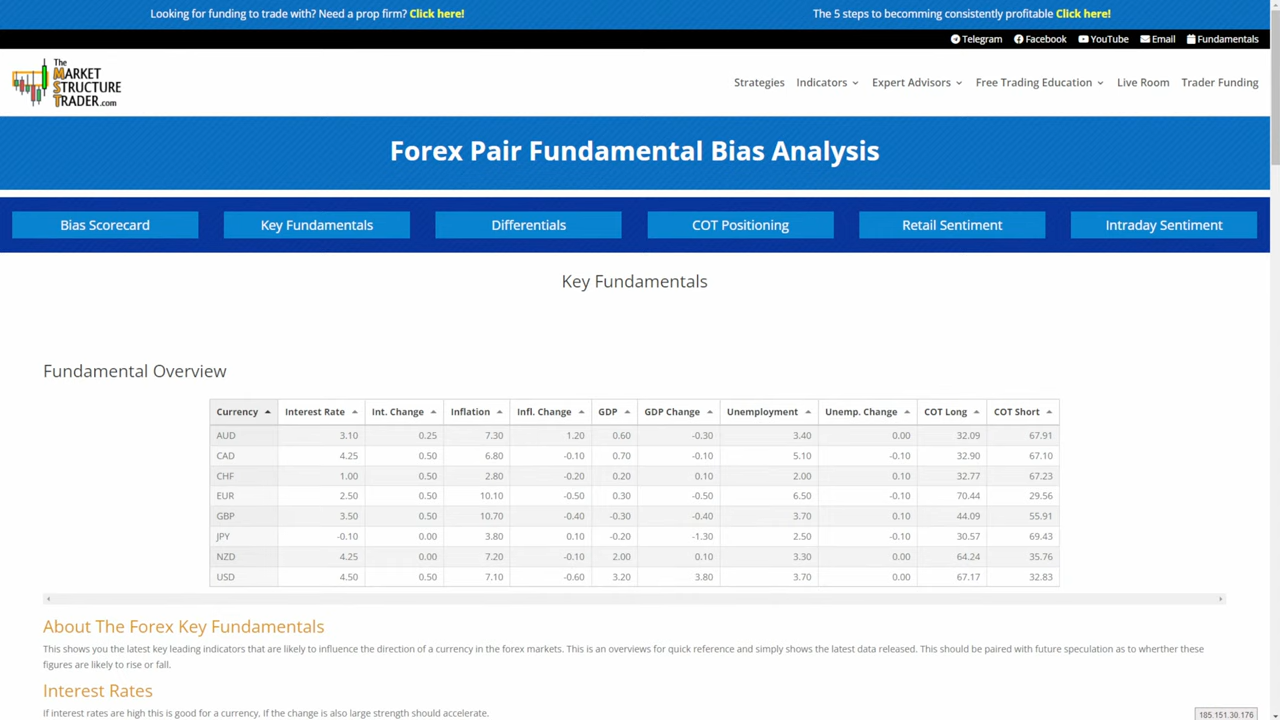 Looking for funding to trade with? Need a prop firm? Click here!
The 5 steps to becomming consistently profitable Click here!
Telegram Facebook YouTube Email Fundamentals
The
MARKET
STRUCTURE
TRADER.com
Strategies Indicators Expert Advisors Free Trading Education Live Room Trader Funding
Forex Pair Fundamental Bias Analysis
Bias Scorecard Key Fundamentals Differentials COT Positioning Retail Sentiment Intraday Sentiment
Key Fundamentals
Fundamental Overview
Currency Interest Rate Int. Change Inflation Infl. Change GDP GDP Change Unemployment Unemp. Change COT Long COT Short
AUD 3.10 0.25 7.30 1.20 0.60 -0.30 3.40 0.00 32.09 67.91
CAD 4.25 0.50 6.80 -0.10 0.70 -0.10 5.10 -0.10 32.90 67.10
CHF 1.00 0.50 2.80 -0.20 0.20 0.10 2.00 0.10 32.77 67.23
EUR 2.50 0.50 10.10 -0.50 0.30 -0.50 6.50 -0.10 70.44 29.56
GBP 3.50 0.50 10.70 -0.40 -0.30 -0.40 3.70 0.10 44.09 55.91
JPY -0.10 0.00 3.80 0.10 -0.20 -1.30 2.50 -0.10 30.57 69.43
NZD 4.25 0.00 7.20 -0.10 2.00 0.10 3.30 0.00 64.24 35.76
USD 4.50 0.50 7.10 -0.60 3.20 3.80 3.70 0.00 67.17 32.83
About The Forex Key Fundamentals
This shows you the latest key leading indicators that are likely to influence the direction of a currency in the forex markets. This is an overviews for quick reference and simply shows the latest data released. This should be paired with future speculation as to whether these
figures are likely to rise or fall.
Interest Rates
If interest rates are high this is good for a currency. If the change is also large strength should accelerate.
185.151.30.176